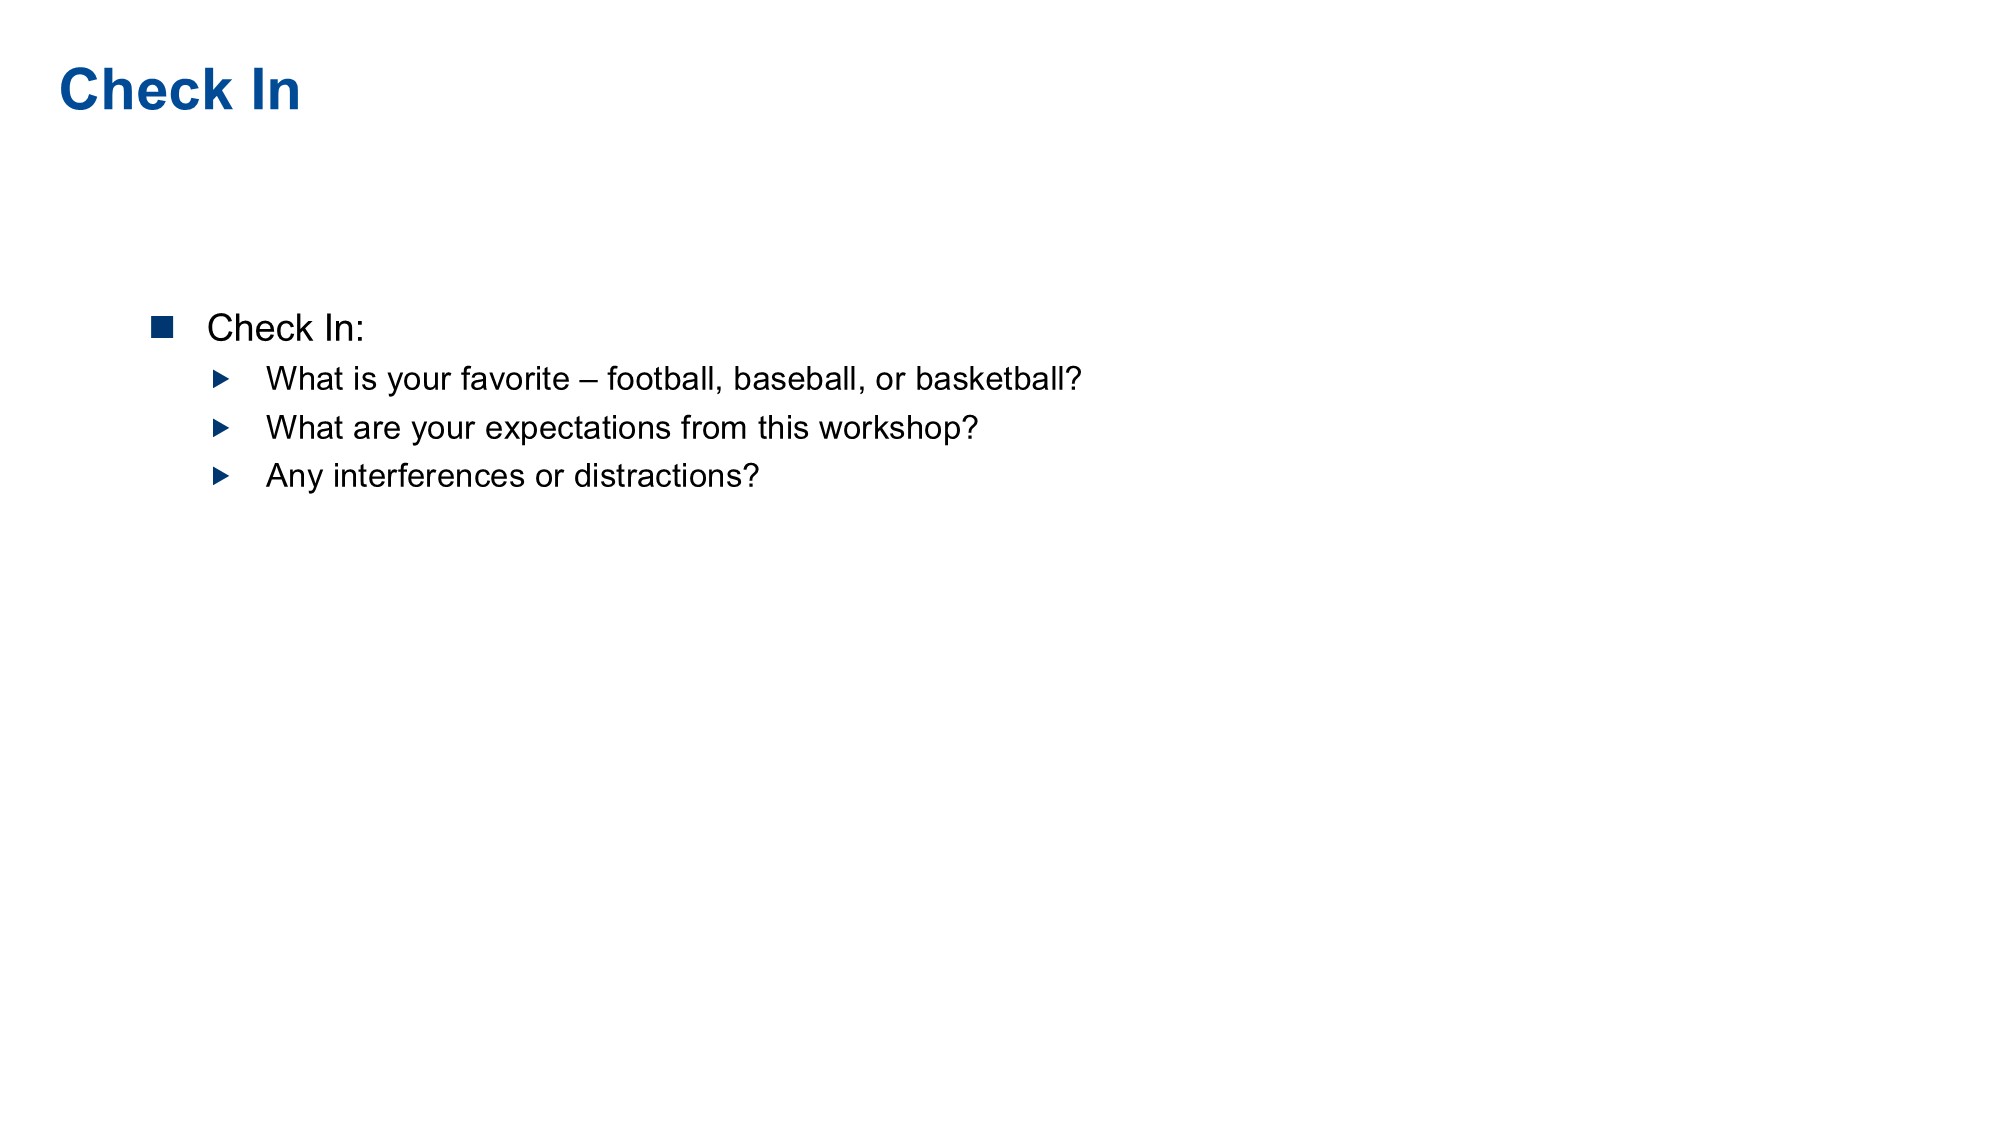 Check In
Check In:
What is your favorite – football, baseball, or basketball?
What are your expectations from this workshop?
Any interferences or distractions?